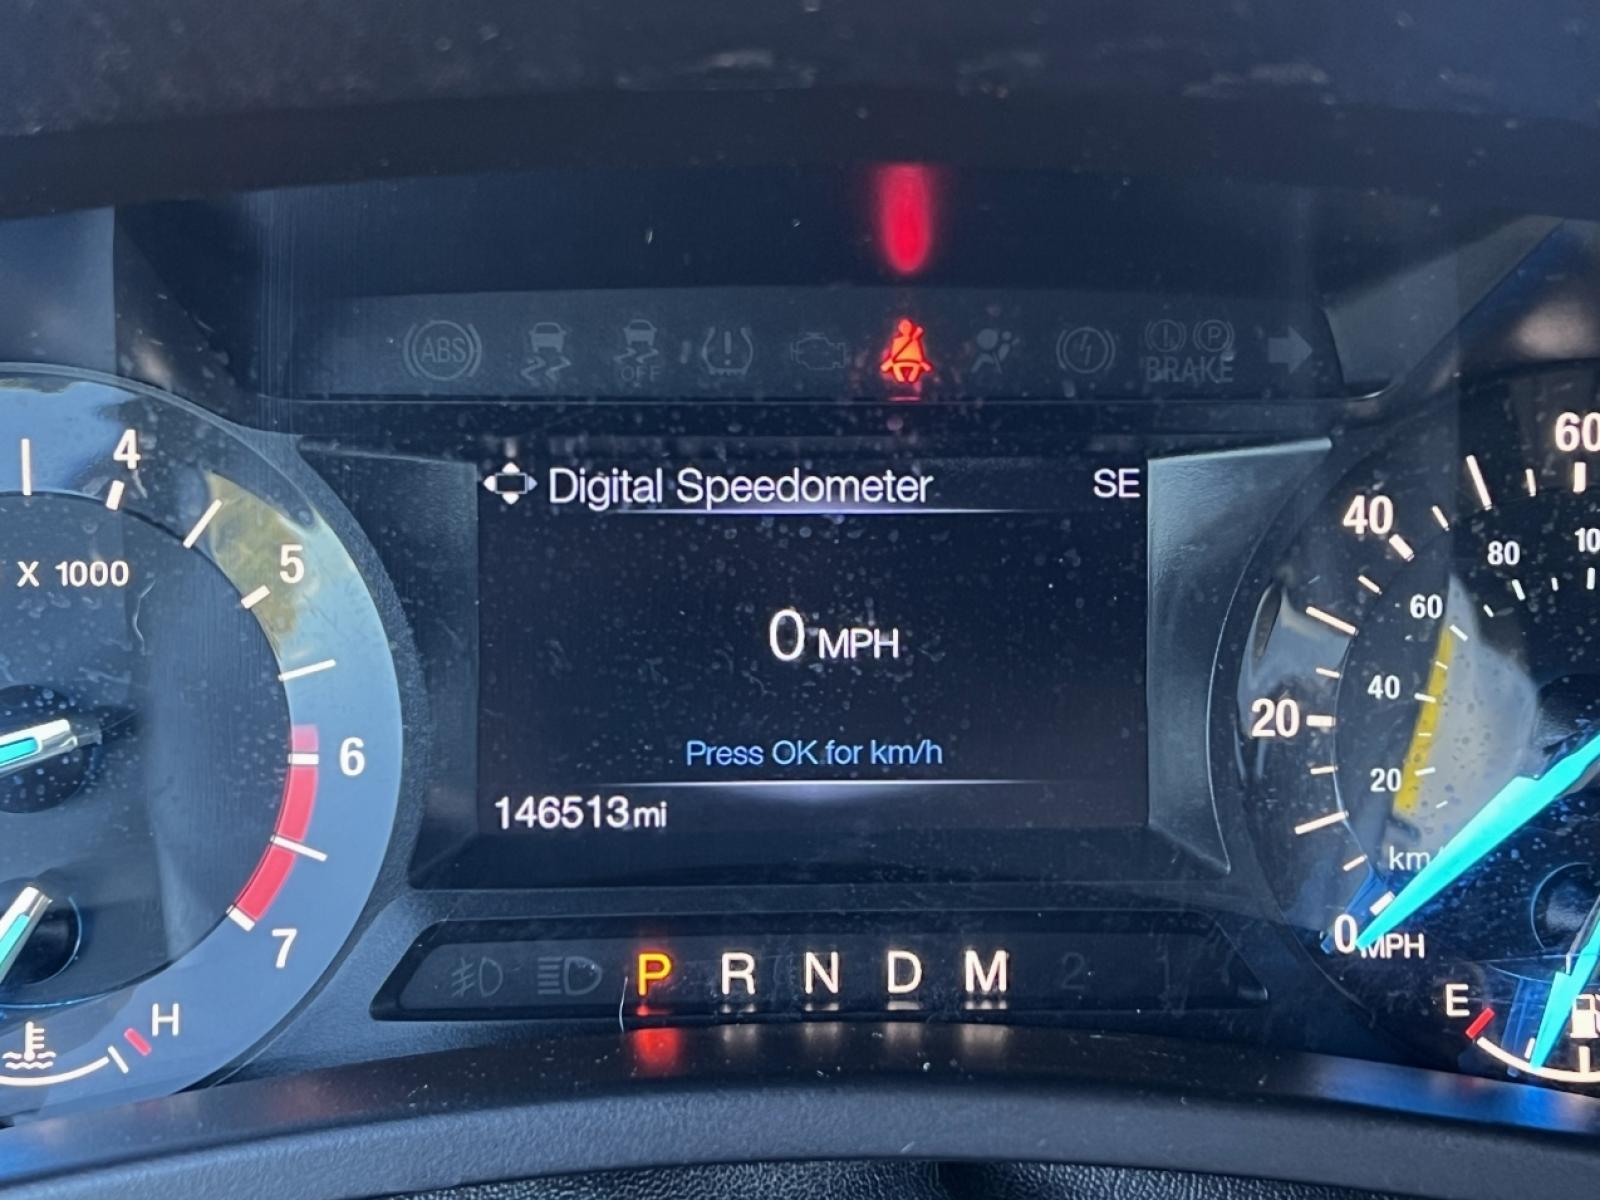 ABS
OFF
BRAKE
P
Digital Speedometer
SE
0 MPH
Press OK for km/h
146513mi
4
5
6
7
X 1000
H
60
40
20
0
MPH
80
10
60
40
20
km/
E
P R N D M 2 1